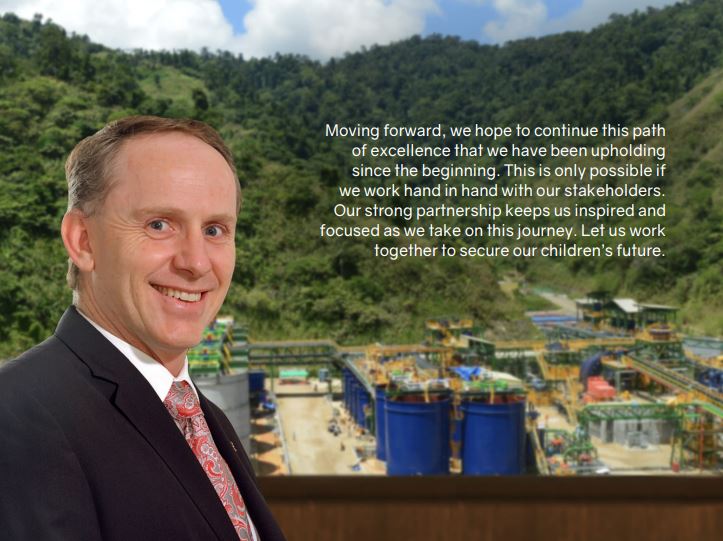 Moving forward, we hope to continue this path
of excellence that we have been upholding
since the beginning. This is only possible if
we work hand in hand with our stakeholders.
Our strong partnership keeps us inspired and
focused as we take on this journey. Let us work
together to secure our children’s future.